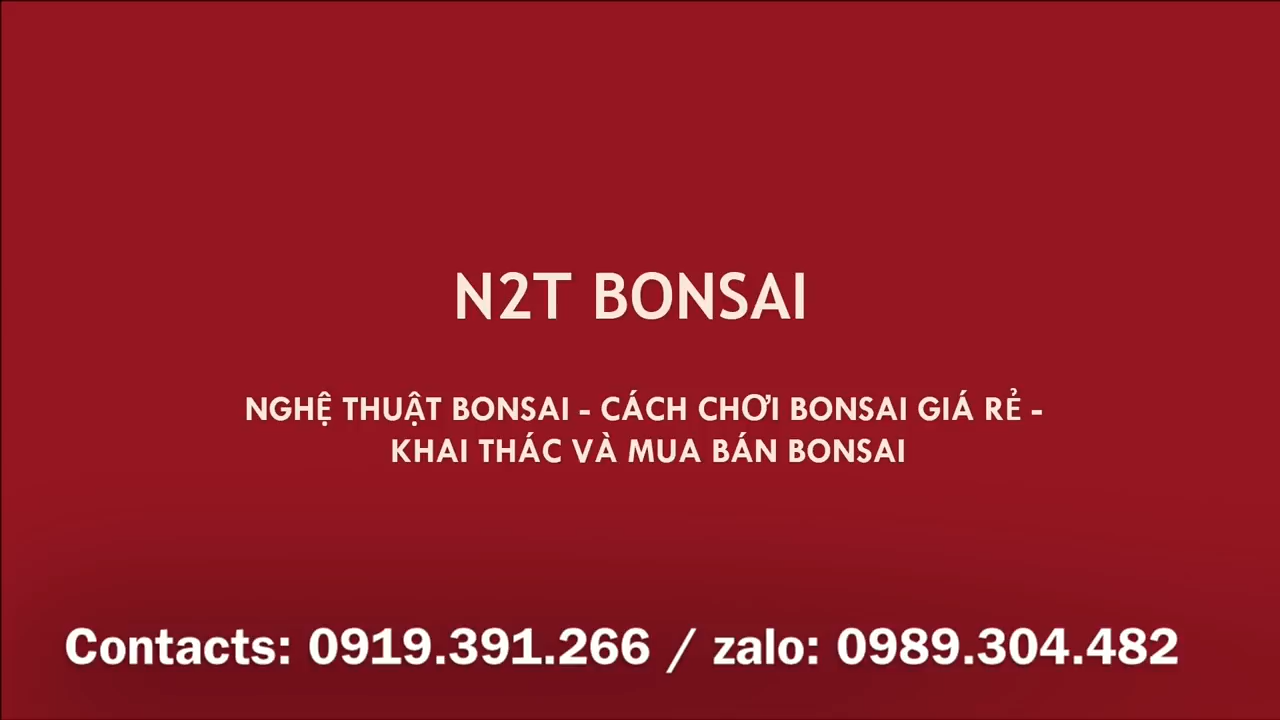 N2T BONSAI
NGHỆ THUẬT BONSAI - CÁCH CHƠI BONSAI GIÁ RẺ -
KHAI THÁC VÀ MUA BÁN BONSAI
Contacts: 0919.391.266 / zalo: 0989.304.482